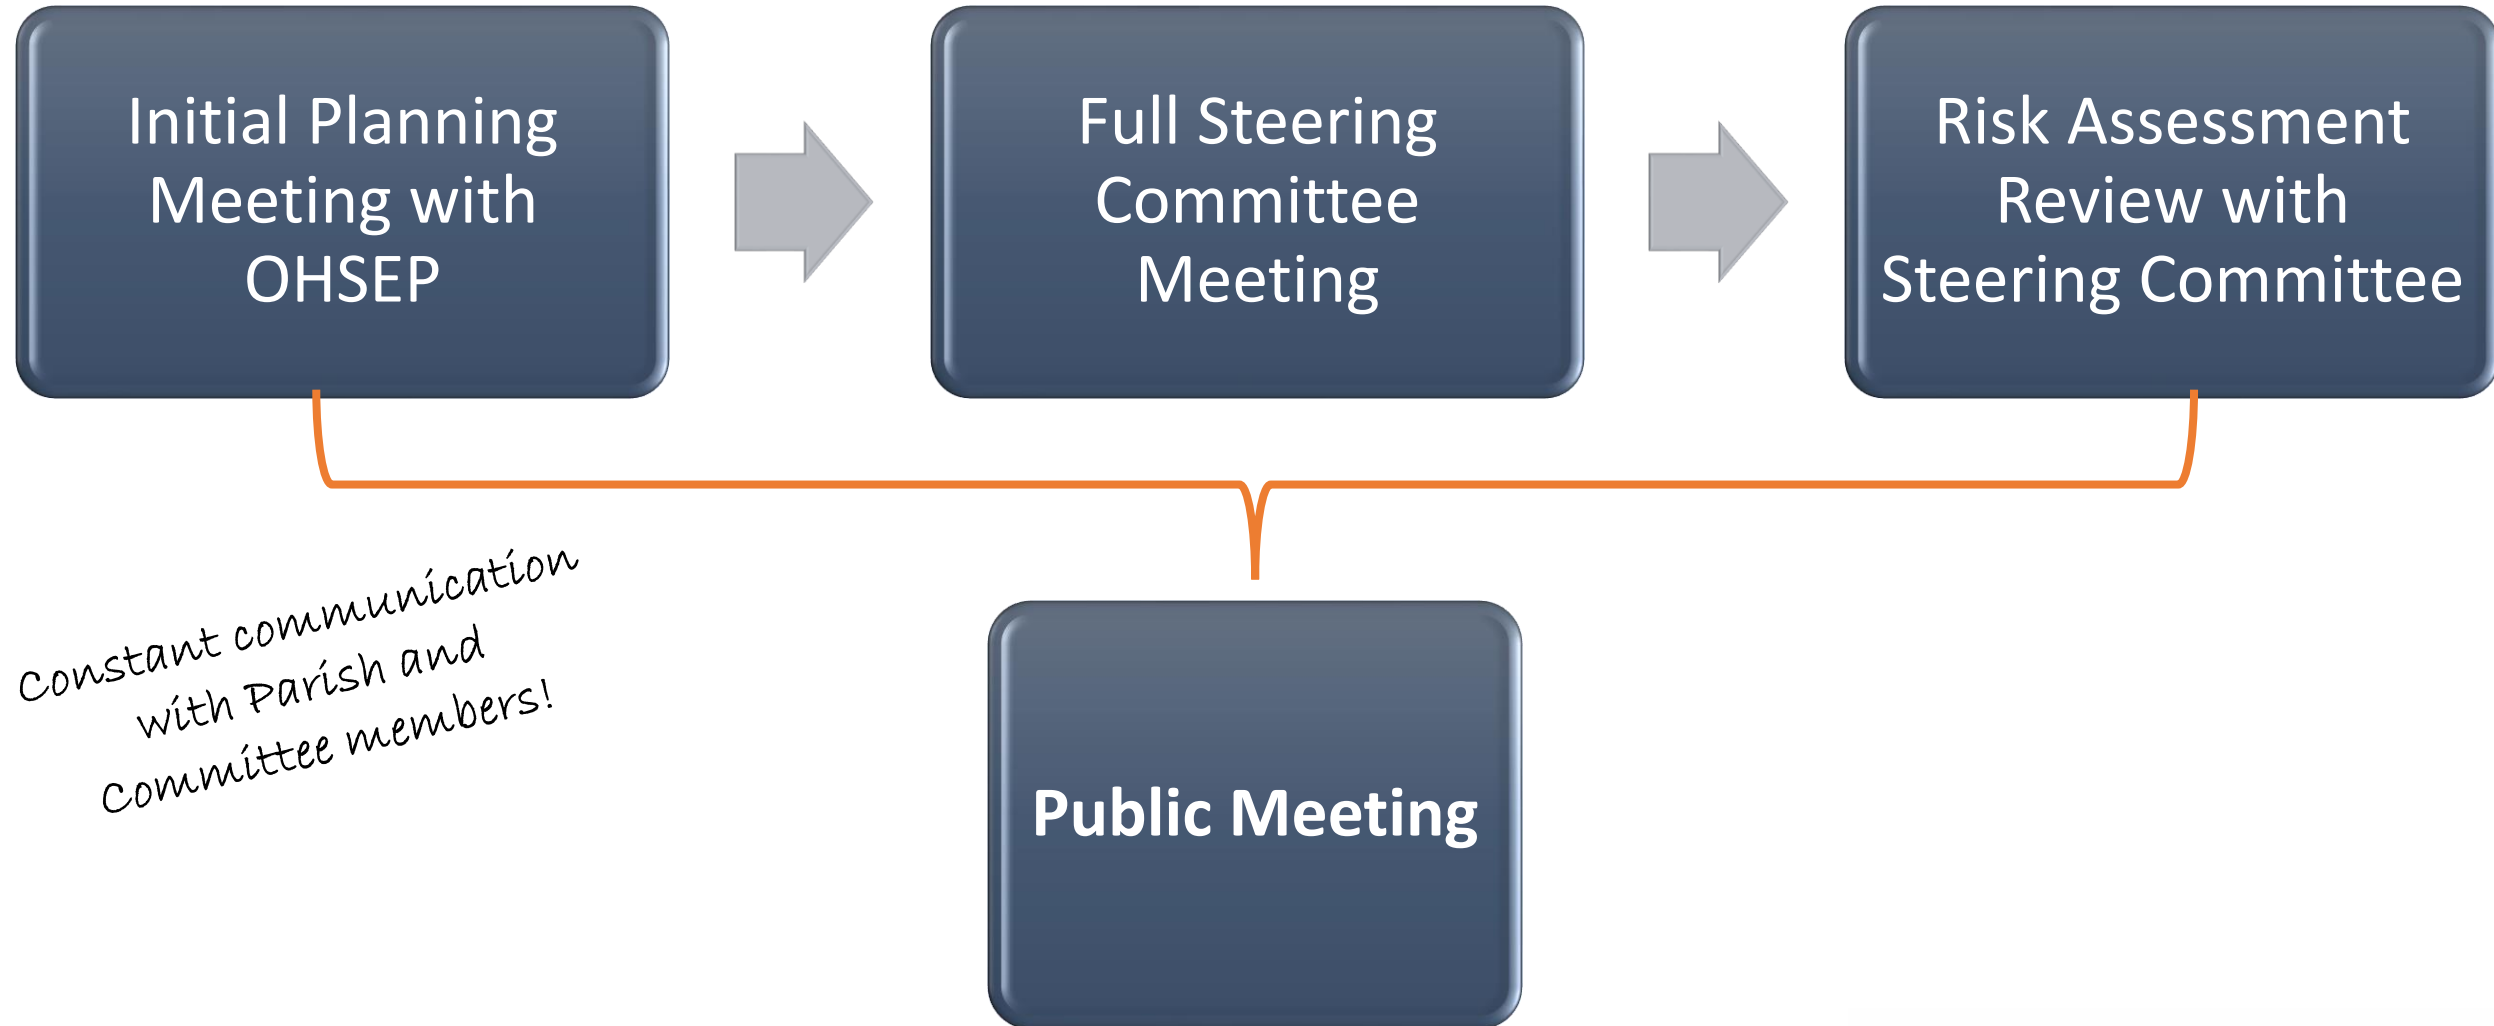 Initial Planning
Meeting with
OHSEP
Full Steering
Committee
Meeting
Risk Assessment
Review with
Steering Committee
Constant communication
with Parish and
Committee members!
Public Meeting